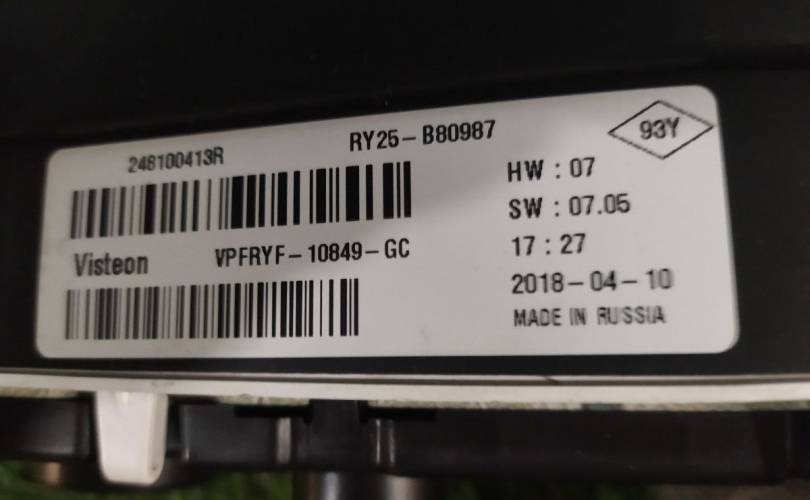 248100413R
RY25-B80987
93Y
HW : 07
SW : 07.05
Visteon VPFRYF-10849-GC
17 : 27
2018-04-10
MADE IN RUSSIA